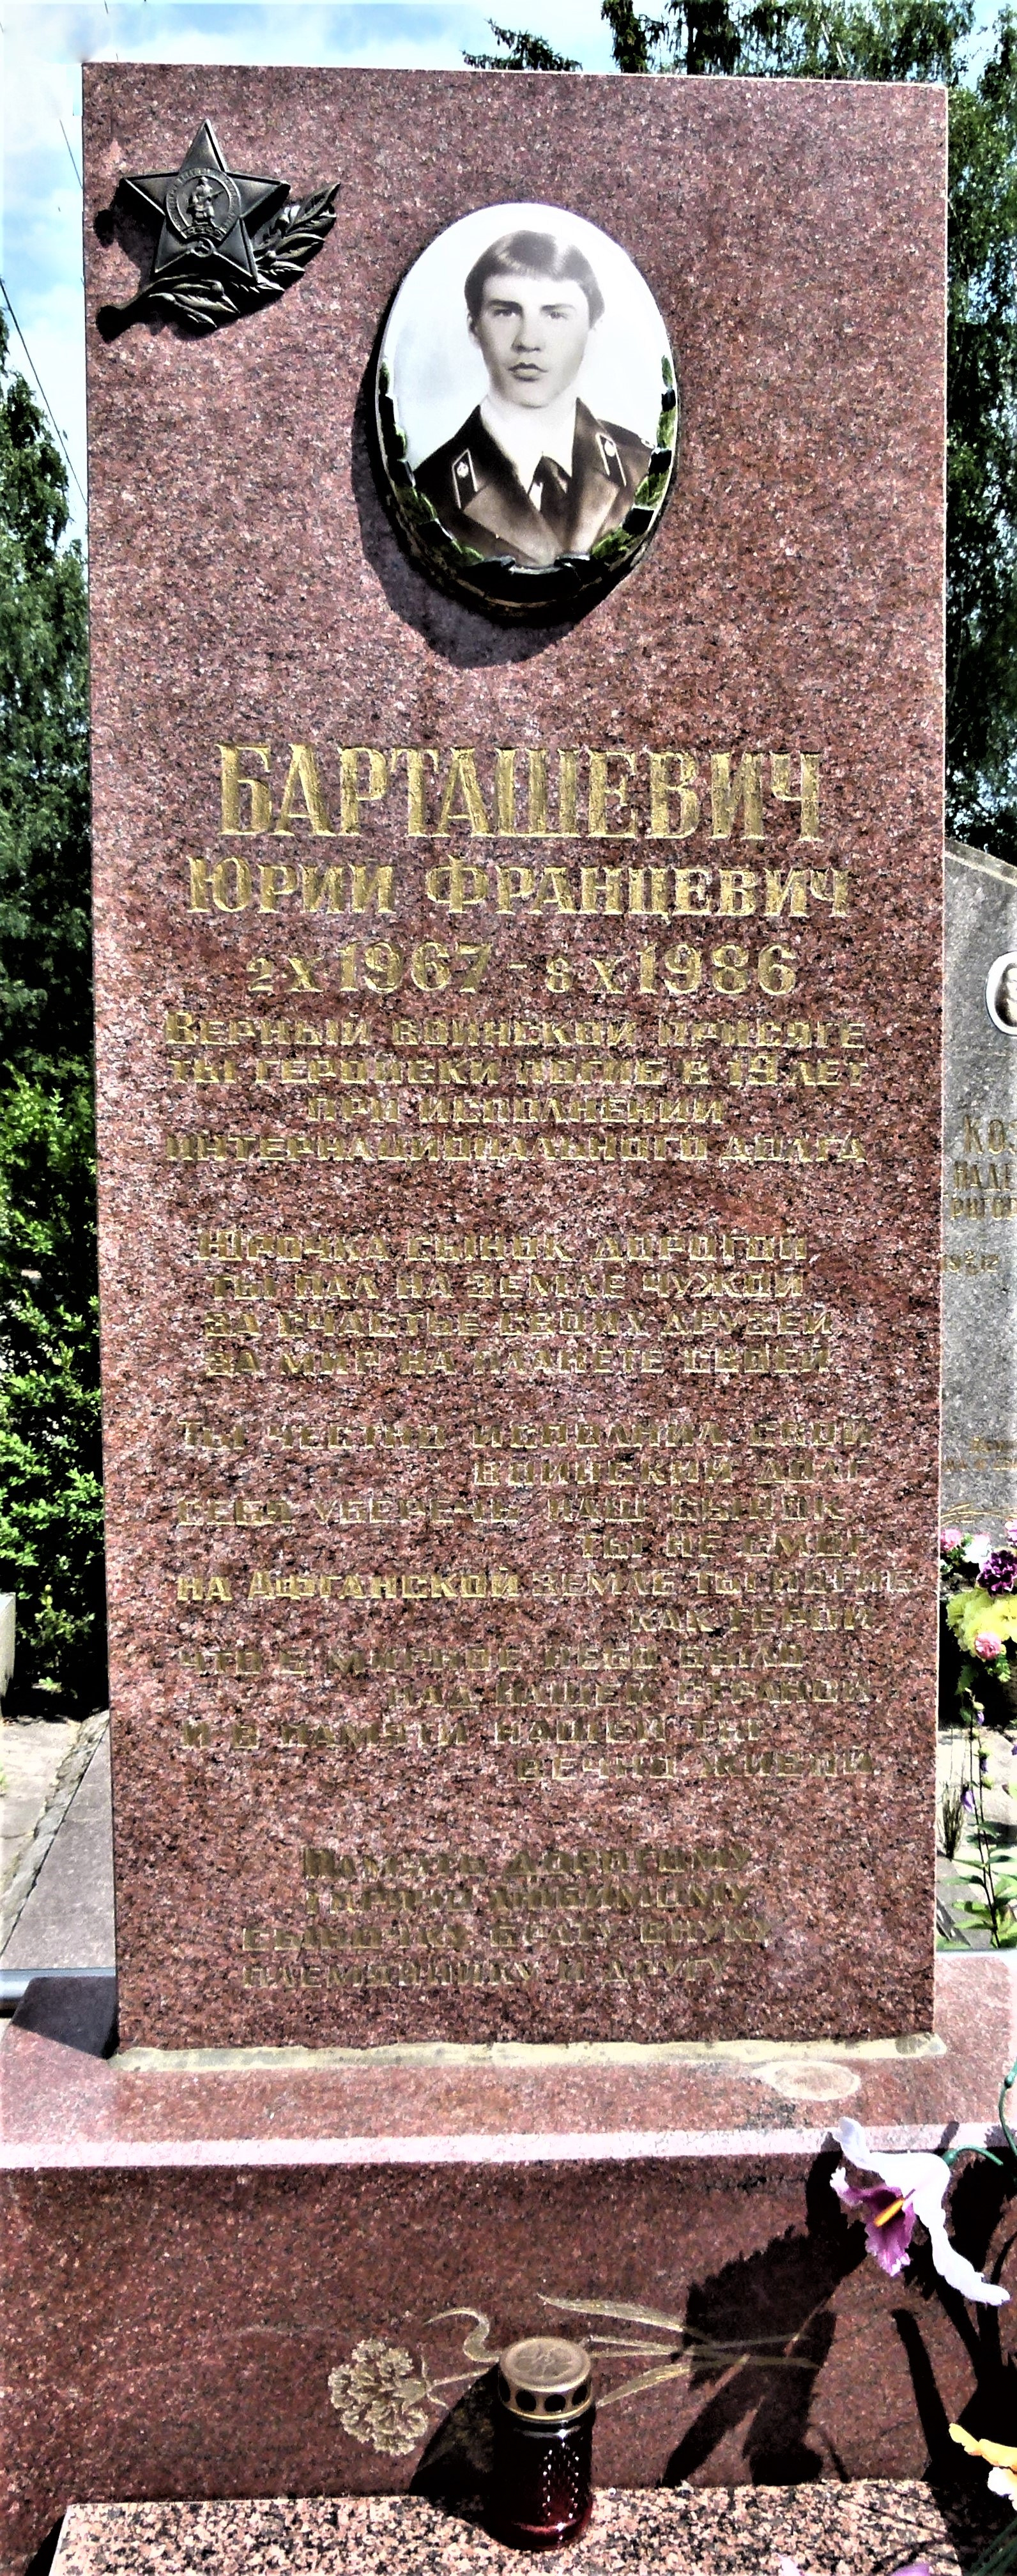 БАРТАШЕВИЧ
ЮРИЙ ФРАНЦЕВИЧ
2 X 1967 - 8 X 1986
ВЕРНЫЙ ВОИНСКОЙ ПРИСЯГЕ
ТЫ ГЕРОЙСКИ ПОГИБ В 19 ЛЕТ
ПРИ ИСПОЛНЕНИИ
ИНТЕРНАЦИОНАЛЬНОГО ДОЛГА
ЮРОЧКА СЫНОК ДОРОГОЙ
ТЫ ПАЛ НА ЗЕМЛЕ ЧУЖОЙ
ЗА СЧАСТЬЕ СВОИХ ДРУЗЕЙ
ЗА МИР НА ПЛАНЕТЕ СВОЕЙ
ТЫ ЧЕСТНО ИСПОЛНИЛ СВОЙ
ВОИНСКИЙ ДОЛГ
СЕБЯ УБЕРЕЧЬ НАШ СЫНОК
ТЫ НЕ СМОГ
НА АФГАНСКОЙ ЗЕМЛЕ ТЫ ПОГИБ
КАК ГЕРОЙ
ЧТО Б МИРНОЕ НЕБО БЫЛО
НАД НАШЕЙ СТРАНОЙ
И В ПАМЯТИ НАШЕЙ ТЫ
ВЕЧНО ЖИВОЙ.
ПАМЯТЬ ДОРОГОМУ
ГОРЯЧО ЛЮБИМОМУ
СЫНОЧКУ БРАТУ ВНУКУ
ПЛЕМЯННИКУ И ДРУГУ